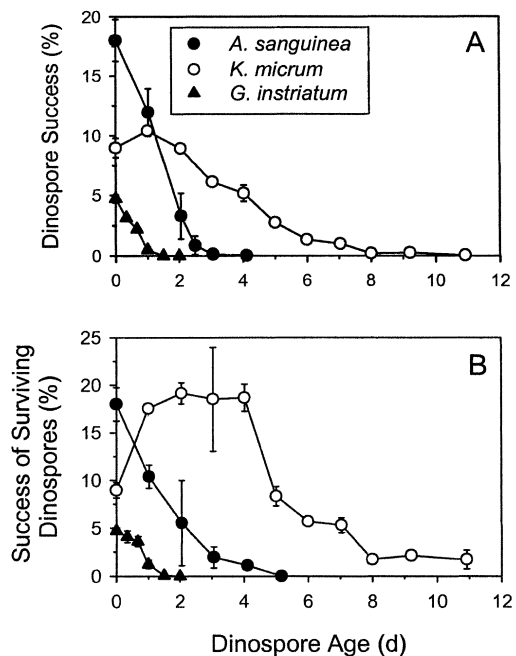 A
A. sanguinea
K. micrum
G. instriatum
Dinospore Success (%)
20
15
10
5
0
0 2 4 6 8 10 12
B
Success of Surviving
Dinospores (%)
25
20
15
10
5
0
0 2 4 6 8 10 12
Dinospore Age (d)